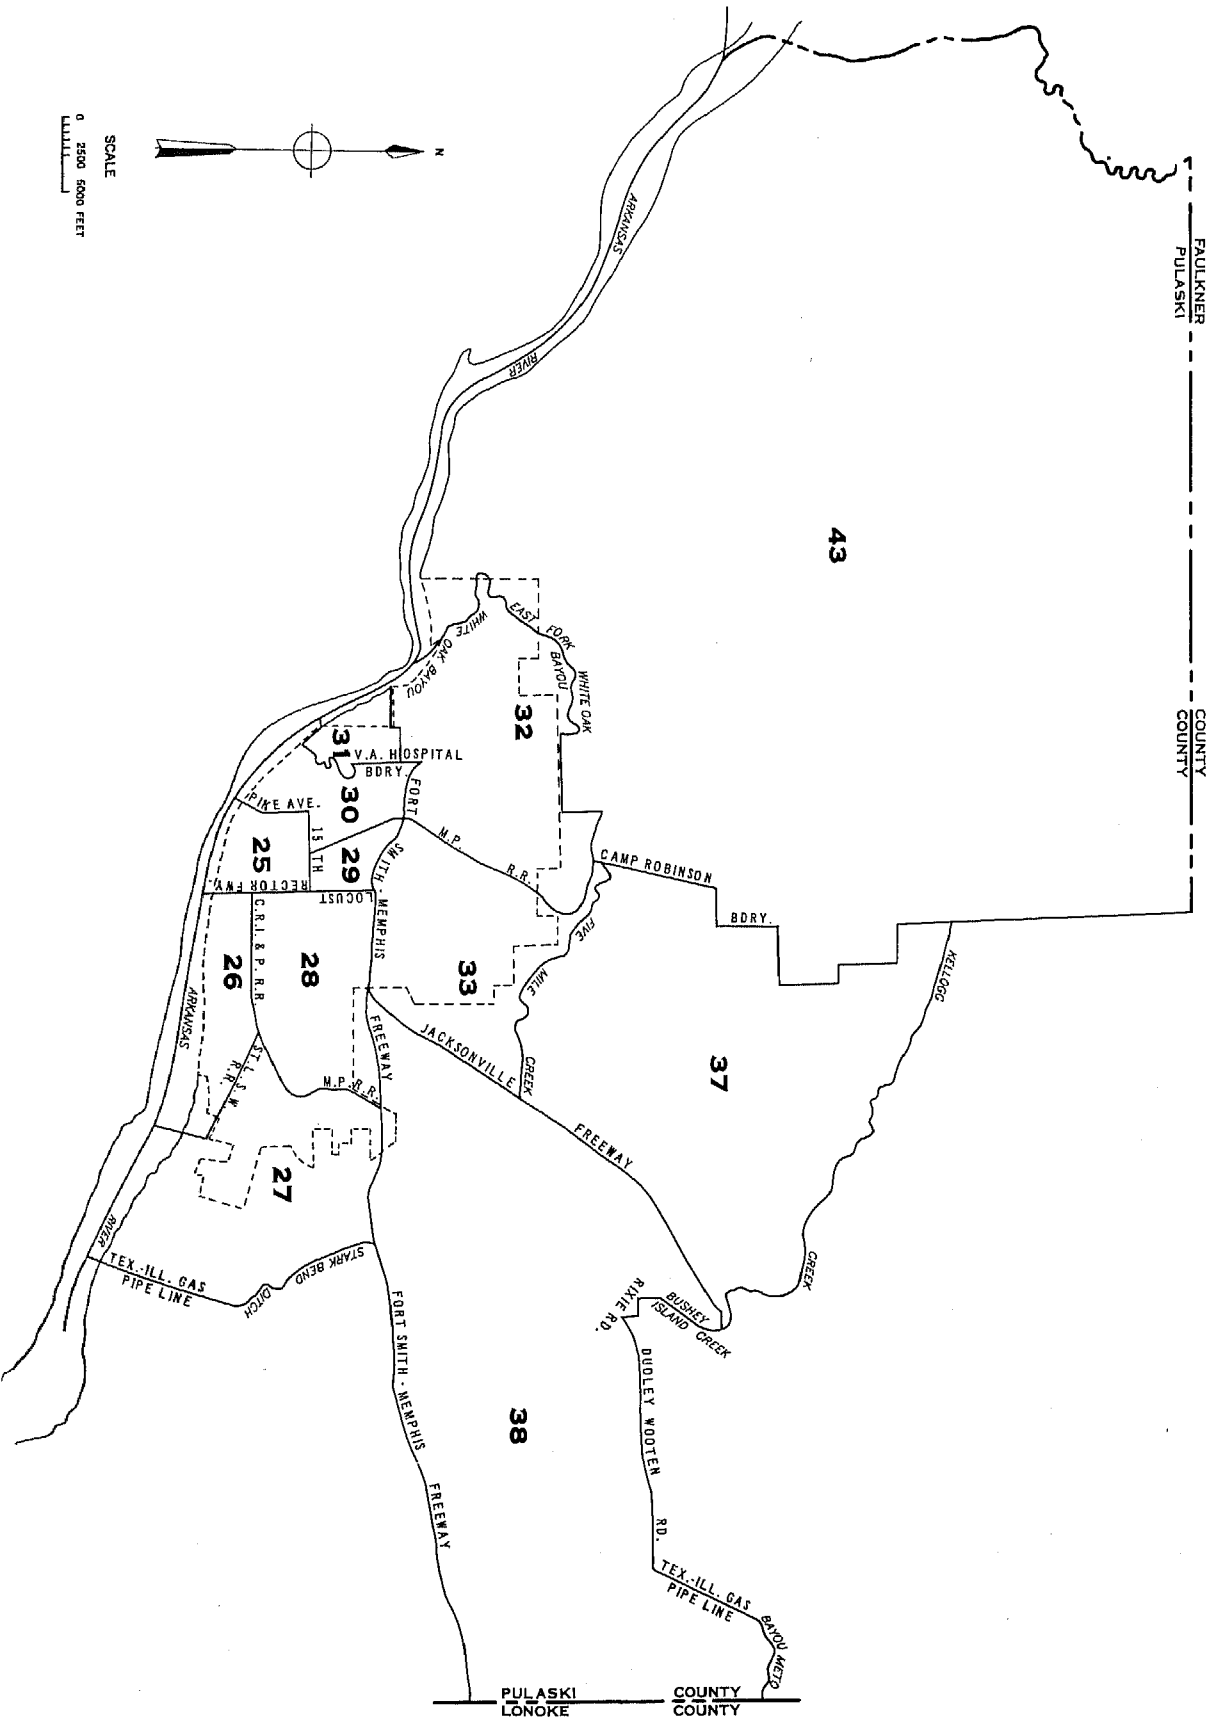 FAULKNER COUNTY
PULASKI COUNTY
N
SCALE
0 2500 5000 FEET
ARKANSAS
RIVER
43
EAST FORK
WHITE OAK
BAYOU
WHITE OAK BAYOU
32
31
V.A. HOSPITAL
BDRY.
30
PIKE AVE.
15TH
25
29
RECTOR FWY.
LOCUST
FORT SMITH - MEMPHIS
FREEWAY
M.P.
R.R.
CAMP ROBINSON
BDRY.
KELLOGG
CREEK
FIVE
MILE
CREEK
33
37
JACKSONVILLE
FREEWAY
C.R.I. & P. R.R.
26
28
M.P. R.R.
ST. L. S. W.
R.R.
27
ARKANSAS
RIVER
TEX.-ILL. GAS
PIPE LINE
STARK BEND
DITCH
FORT SMITH - MEMPHIS
FREEWAY
38
RIXIE RD.
BUSHEY
ISLAND CREEK
DUDLEY WOOTEN
RD.
TEX.-ILL. GAS
PIPE LINE
BAYOU METO
PULASKI COUNTY
LONOKE COUNTY